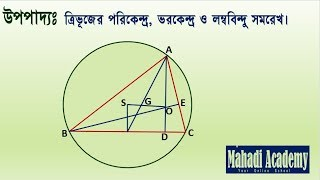 উপপাদ্যঃ ত্রিভূজের পরিকেন্দ্র, ভরকেন্দ্র ও লম্ববিন্দু সমরেখ।
A
S G E
O
B D C
Mahadi Academy
Your Online School